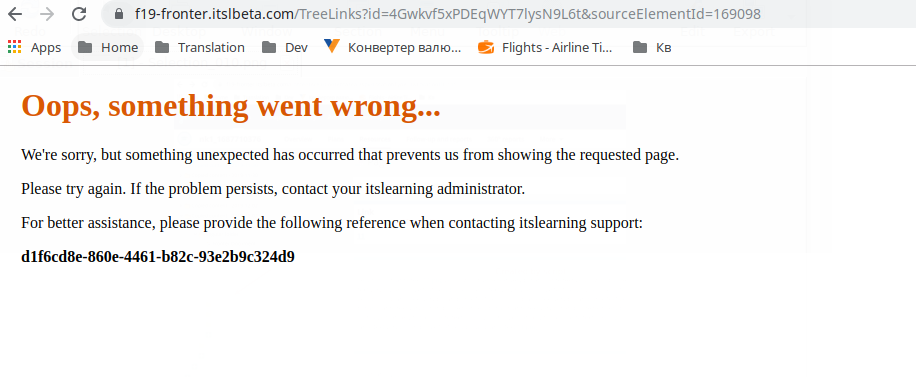 f19-fronter.itslbeta.com/TreeLinks?id=4Gwkvf5xPDEqWYT7lysN9L6t&sourceElementId=169098
Apps Home Translation Dev Конвертер валю... Flights - Airline Ti... Кв
Oops, something went wrong...
We're sorry, but something unexpected has occurred that prevents us from showing the requested page.
Please try again. If the problem persists, contact your itslearning administrator.
For better assistance, please provide the following reference when contacting itslearning support:
d1f6cd8e-860e-4461-b82c-93e2b9c324d9